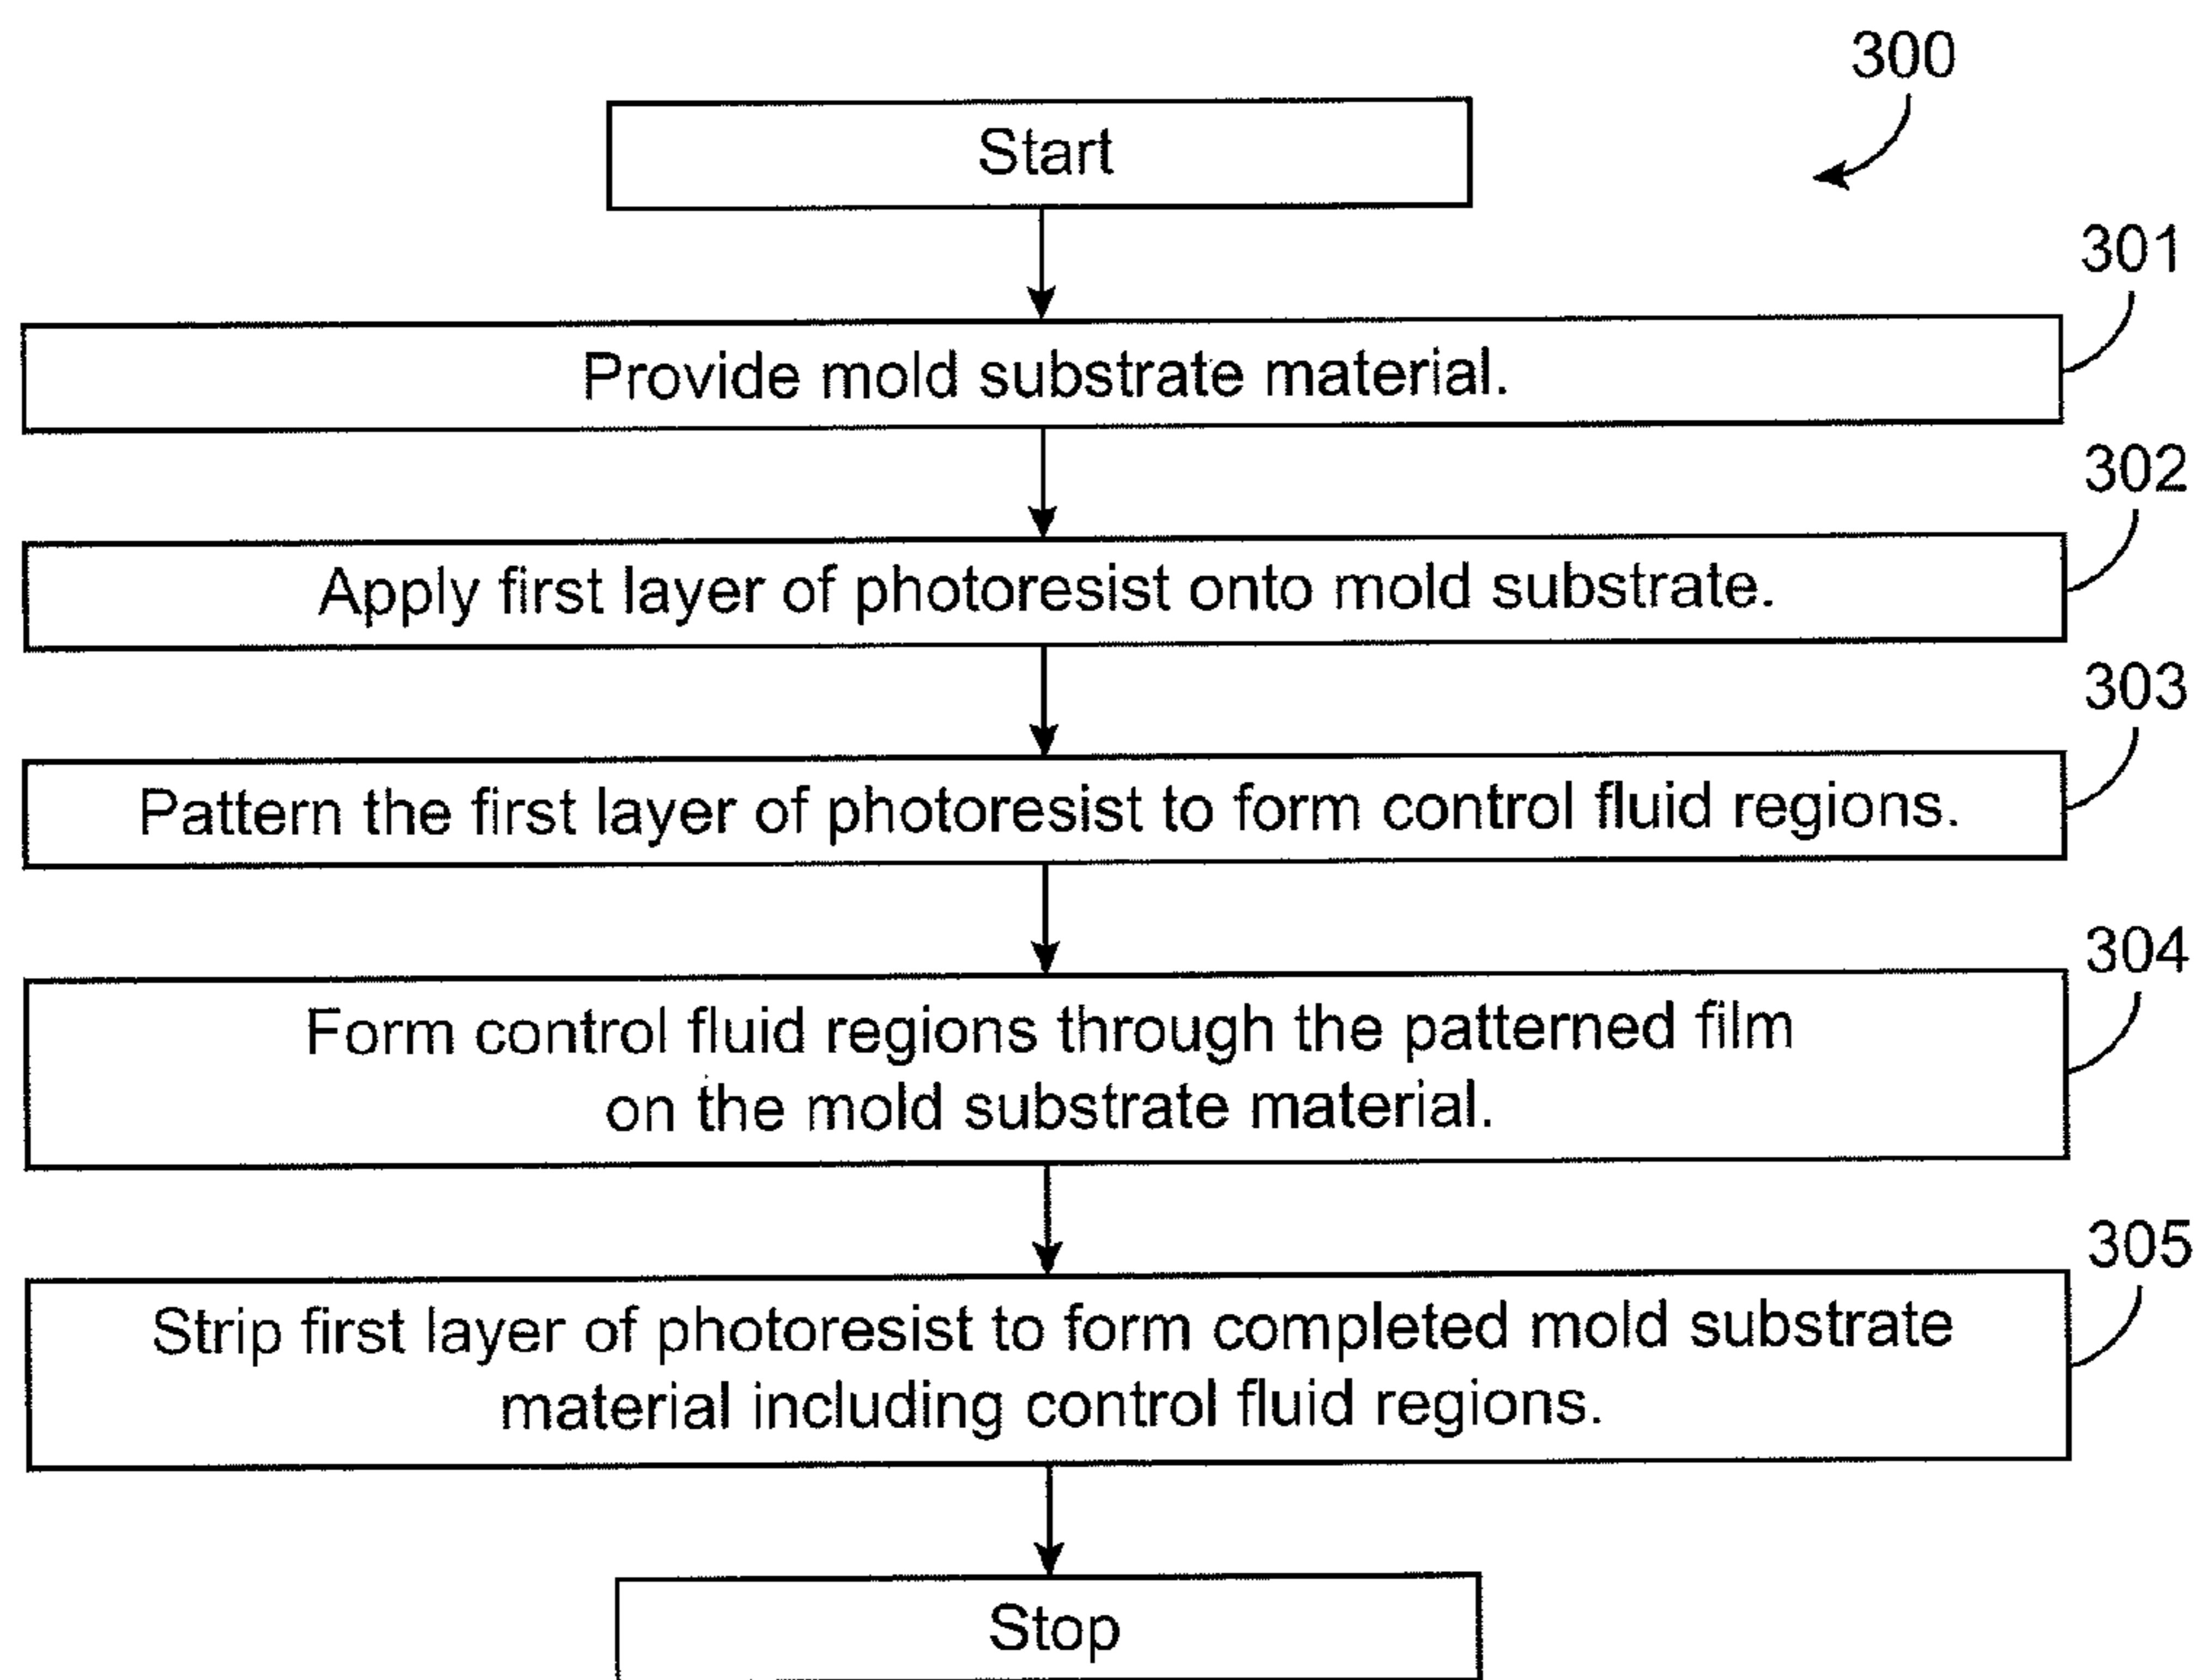 300
Start
301
Provide mold substrate material.
302
Apply first layer of photoresist onto mold substrate.
303
Pattern the first layer of photoresist to form control fluid regions.
304
Form control fluid regions through the patterned film
on the mold substrate material.
305
Strip first layer of photoresist to form completed mold substrate
material including control fluid regions.
Stop